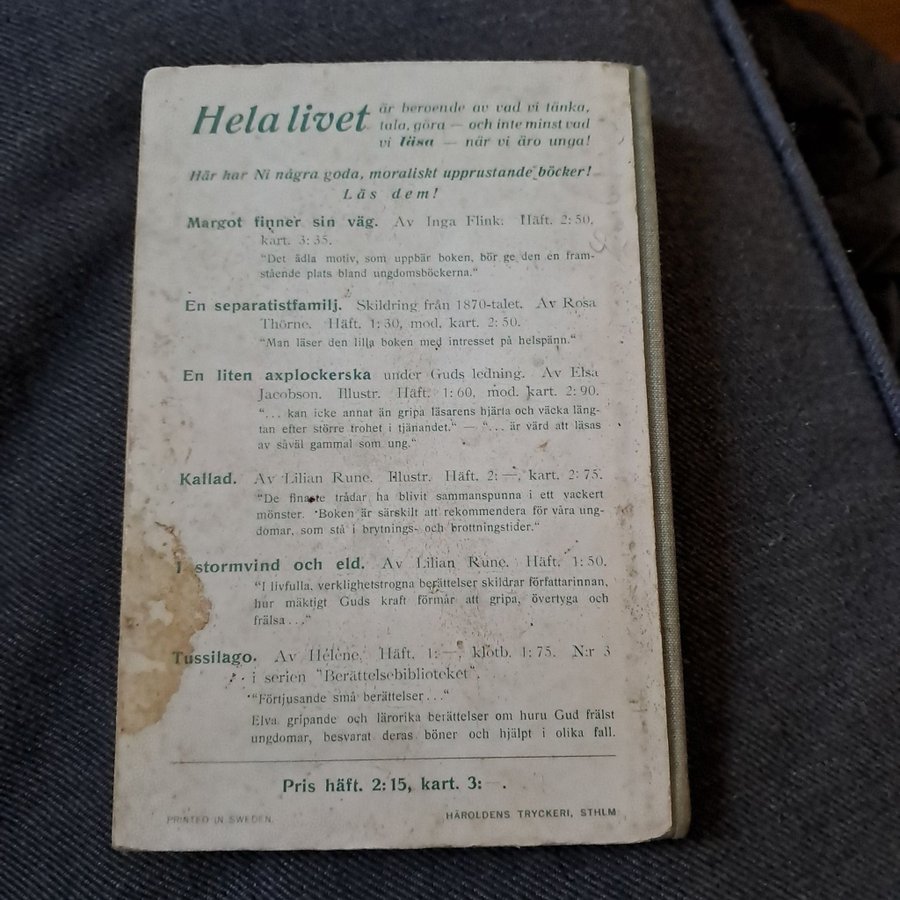 Hela livet är beroende av vad vi tänka,
tala, göra — och inte minst vad
vi läsa — när vi äro unga!
Här har Ni några goda, moraliskt upprustande böcker!
Läs dem!
Margot finner sin väg. Av Inga Flink. Häft. 2:50,
kart. 3:35.
"Det ädla motiv, som uppbär boken, bör ge den en fram-
stående plats bland ungdomsböckerna."
En separatistfamilj. Skildring från 1870-talet. Av Rosa
Thörne. Häft. 1:30, mod. kart. 2:50.
"Man läser den lilla boken med intresset på helspänn."
En liten axplockerska under Guds ledning. Av Elsa
Jacobson. Illustr. Häft. 1:60, mod. kart. 2:90.
"... kan icke annat än gripa läsarens hjärta och väcka läng-
tan efter större trohet i tjänandet." — "... är värd att läsas
av såväl gammal som ung."
Kallad. Av Lilian Rune. Illustr. Häft. 2:—, kart. 2:75.
"De finaste trådar ha blivit sammanspunna i ett vackert
mönster. Boken är särskilt att rekommendera för våra ung-
domar, som stå i brytnings- och brottningstider."
I stormvind och eld. Av Lilian Rune. Häft. 1:50.
"I livfulla, verklighetstrogna berättelser skildrar författarinnan,
hur mäktigt Guds kraft förmår att gripa, övertyga och
frälsa ..."
Tussilago. Av Hélène. Häft. 1:—, klotb. 1:75. N:r 3
i serien "Berättelsebiblioteket".
"Förtjusande små berättelser ..."
Elva gripande och lärorika berättelser om huru Gud frälst
ungdomar, besvarat deras böner och hjälpt i olika fall.
Pris häft. 2:15, kart. 3:—.
PRINTED IN SWEDEN.
HÄROLDENS TRYCKERI, STHLM